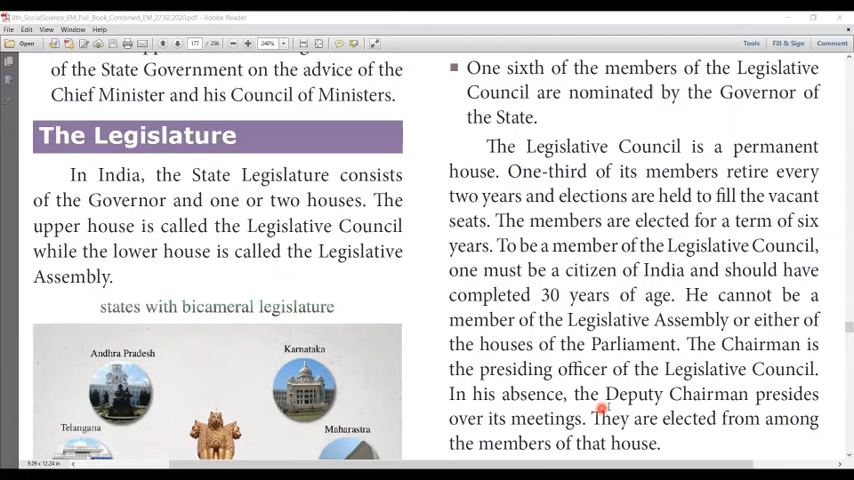 8th_SocialScience_EM_Full_Book_Combined_EM_27.02.2020.pdf - Adobe Reader
File Edit View Window Help
Open 177 / 256 240% Tools Fill & Sign Comment
of the State Government on the advice of the
Chief Minister and his Council of Ministers.
The Legislature
In India, the State Legislature consists
of the Governor and one or two houses. The
upper house is called the Legislative Council
while the lower house is called the Legislative
Assembly.
states with bicameral legislature
Andhra Pradesh
Karnataka
Telangana
Maharastra
One sixth of the members of the Legislative
Council are nominated by the Governor of
the State.
The Legislative Council is a permanent
house. One-third of its members retire every
two years and elections are held to fill the vacant
seats. The members are elected for a term of six
years. To be a member of the Legislative Council,
one must be a citizen of India and should have
completed 30 years of age. He cannot be a
member of the Legislative Assembly or either of
the houses of the Parliament. The Chairman is
the presiding officer of the Legislative Council.
In his absence, the Deputy Chairman presides
over its meetings. They are elected from among
the members of that house.
9.09 x 12.24 in